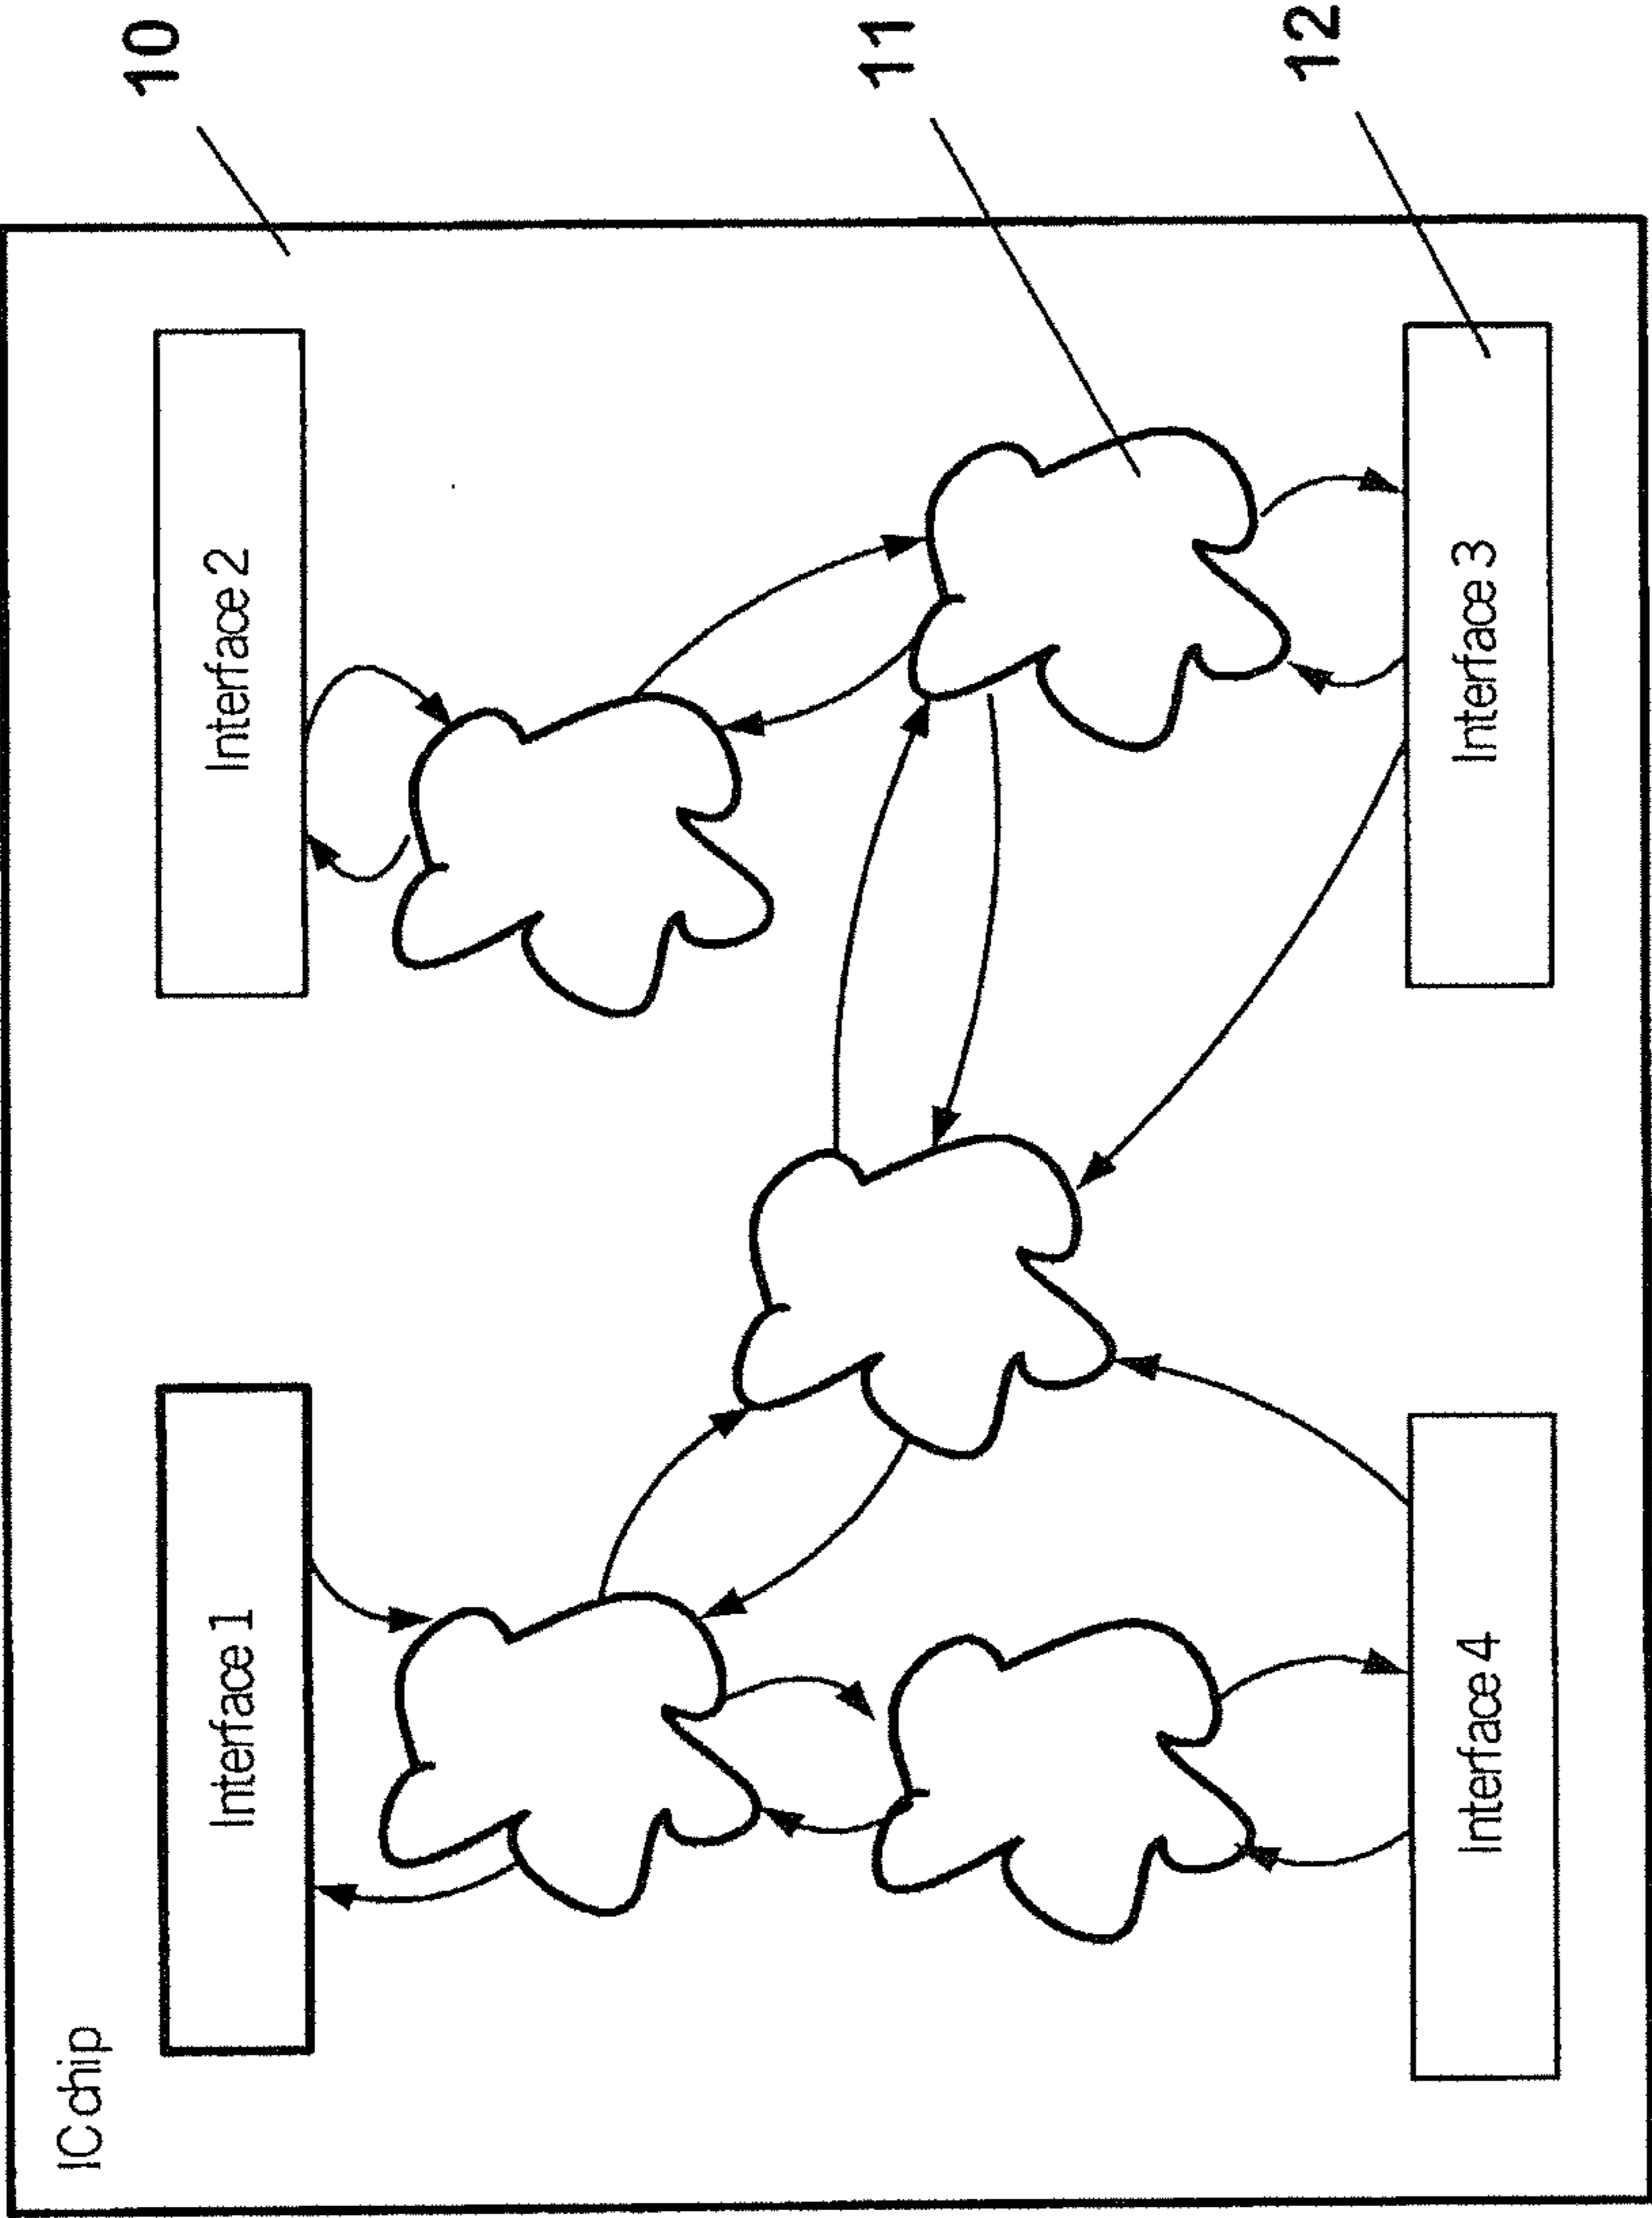 IC chip
Interface 1
Interface 2
Interface 4
Interface 3
10
11
12